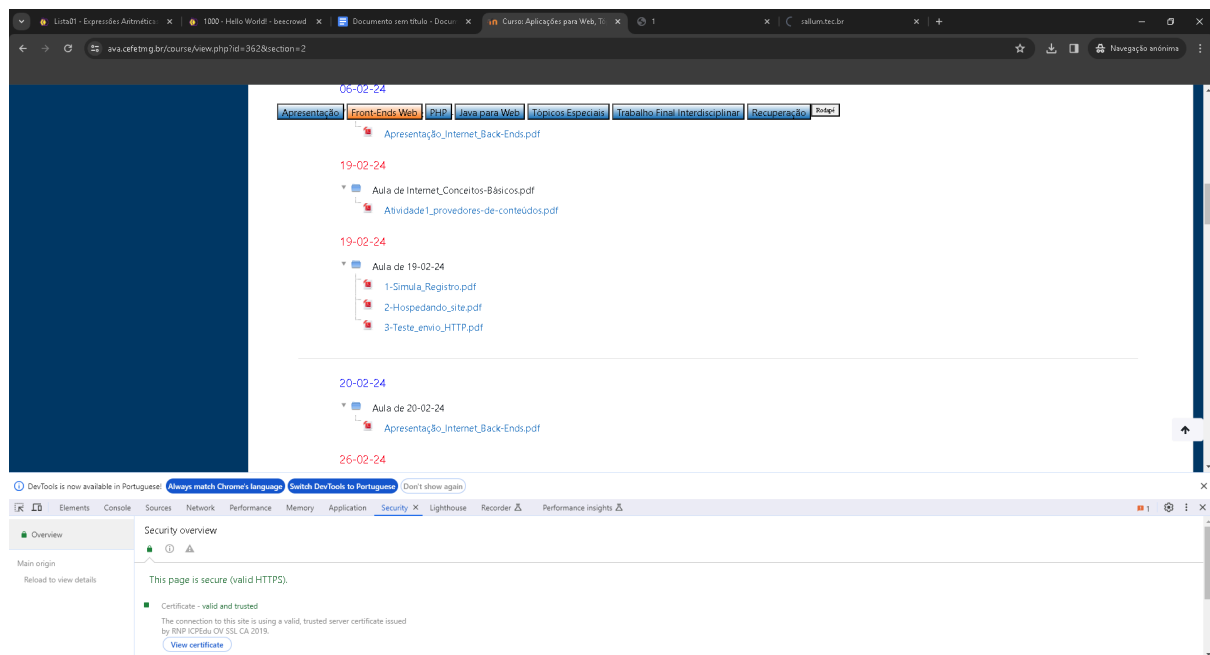 Lista01 - Expressões Aritmética
1000 - Hello World! - beecrowd
Documento sem título - Docun
Curso: Aplicações para Web, Tó
1
sallum.tec.br
ava.cefetmg.br/course/view.php?id=362&section=2
Navegação anónima
06-02-24
Apresentação Front-Ends Web PHP Java para Web Tópicos Especiais Trabalho Final Interdisciplinar Recuperação Rodapé
Apresentação_Internet_Back-Ends.pdf
19-02-24
Aula de Internet_Conceitos-Básicos.pdf
Atividade1_provedores-de-conteúdos.pdf
19-02-24
Aula de 19-02-24
1-Simula_Registro.pdf
2-Hospedando_site.pdf
3-Teste_envio_HTTP.pdf
20-02-24
Aula de 20-02-24
Apresentação_Internet_Back-Ends.pdf
26-02-24
DevTools is now available in Portuguese! Always match Chrome's language Switch DevTools to Portuguese Don't show again
Elements Console Sources Network Performance Memory Application Security Lighthouse Recorder Performance insights 1
Overview
Security overview
Main origin
Reload to view details
This page is secure (valid HTTPS).
Certificate - valid and trusted
The connection to this site is using a valid, trusted server certificate issued
by RNP ICPEdu OV SSL CA 2019.
View certificate